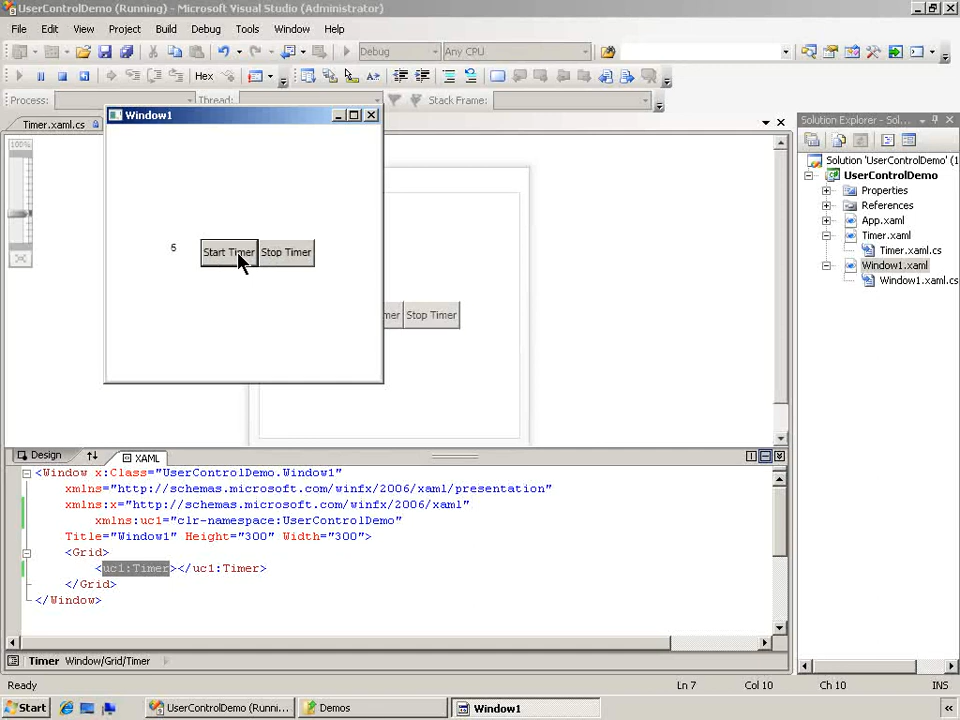 UserControlDemo (Running) - Microsoft Visual Studio (Administrator)
File Edit View Project Build Debug Tools Window Help
Debug Any CPU
Hex
Process: Thread: Stack Frame:
Timer.xaml.cs
Window1
100%
5
Start Timer Stop Timer
mer Stop Timer
Solution Explorer - Sol...
Solution 'UserControlDemo' (1
UserControlDemo
Properties
References
App.xaml
Timer.xaml
Timer.xaml.cs
Window1.xaml
Window1.xaml.cs
Design XAML
<Window x:Class="UserControlDemo.Window1"
xmlns="http://schemas.microsoft.com/winfx/2006/xaml/presentation"
xmlns:x="http://schemas.microsoft.com/winfx/2006/xaml"
xmlns:uc1="clr-namespace:UserControlDemo"
Title="Window1" Height="300" Width="300">
<Grid>
<uc1:Timer></uc1:Timer>
</Grid>
</Window>
Timer Window/Grid/Timer
Ready Ln 7 Col 10 Ch 10 INS
Start UserControlDemo (Runni... Demos Window1